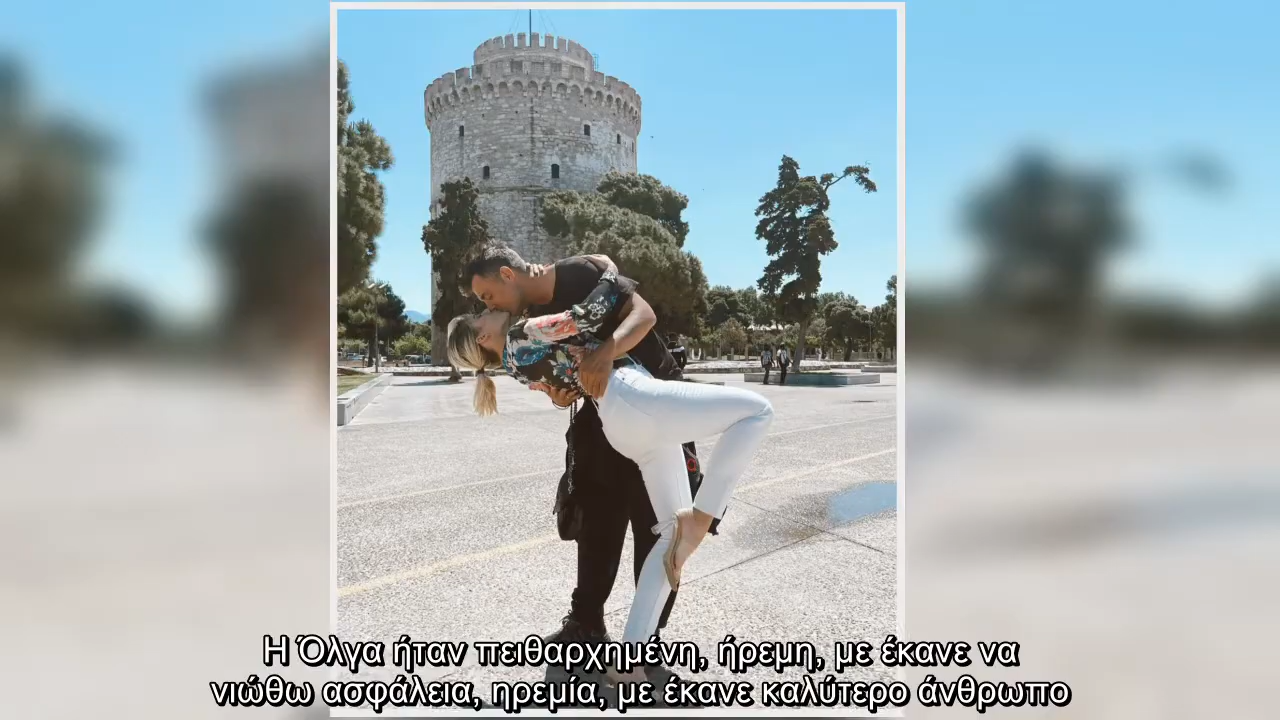 Η Όλγα ήταν πειθαρχημένη, ήρεμη, με έκανε να
νιώθω ασφάλεια, ηρεμία, με έκανε καλύτερο άνθρωπο